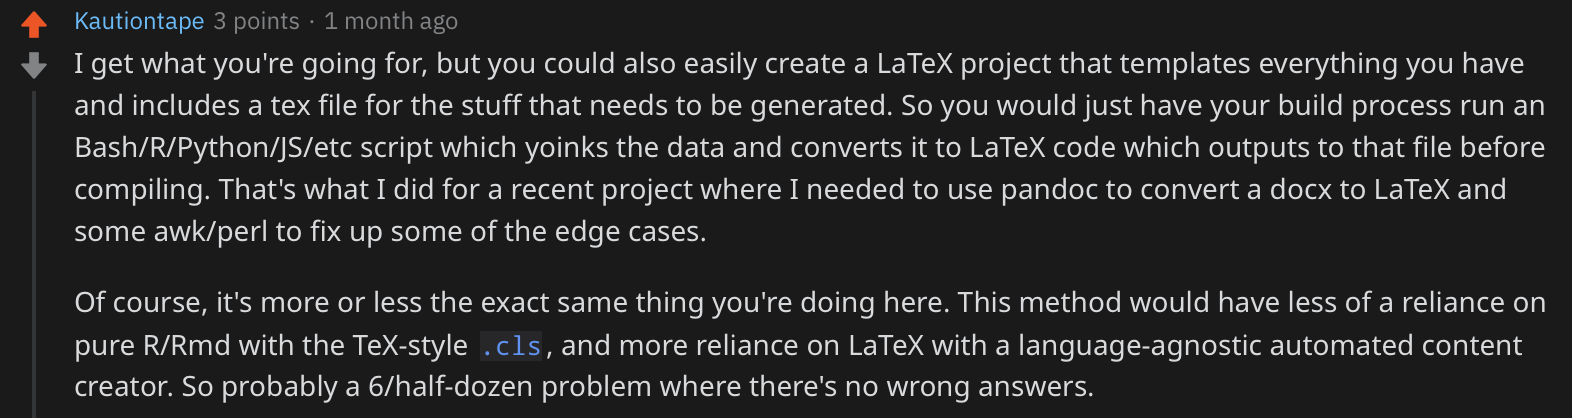 Kautiontape 3 points · 1 month ago
I get what you're going for, but you could also easily create a LaTeX project that templates everything you have
and includes a tex file for the stuff that needs to be generated. So you would just have your build process run an
Bash/R/Python/JS/etc script which yoinks the data and converts it to LaTeX code which outputs to that file before
compiling. That's what I did for a recent project where I needed to use pandoc to convert a docx to LaTeX and
some awk/perl to fix up some of the edge cases.
Of course, it's more or less the exact same thing you're doing here. This method would have less of a reliance on
pure R/Rmd with the TeX-style .cls, and more reliance on LaTeX with a language-agnostic automated content
creator. So probably a 6/half-dozen problem where there's no wrong answers.